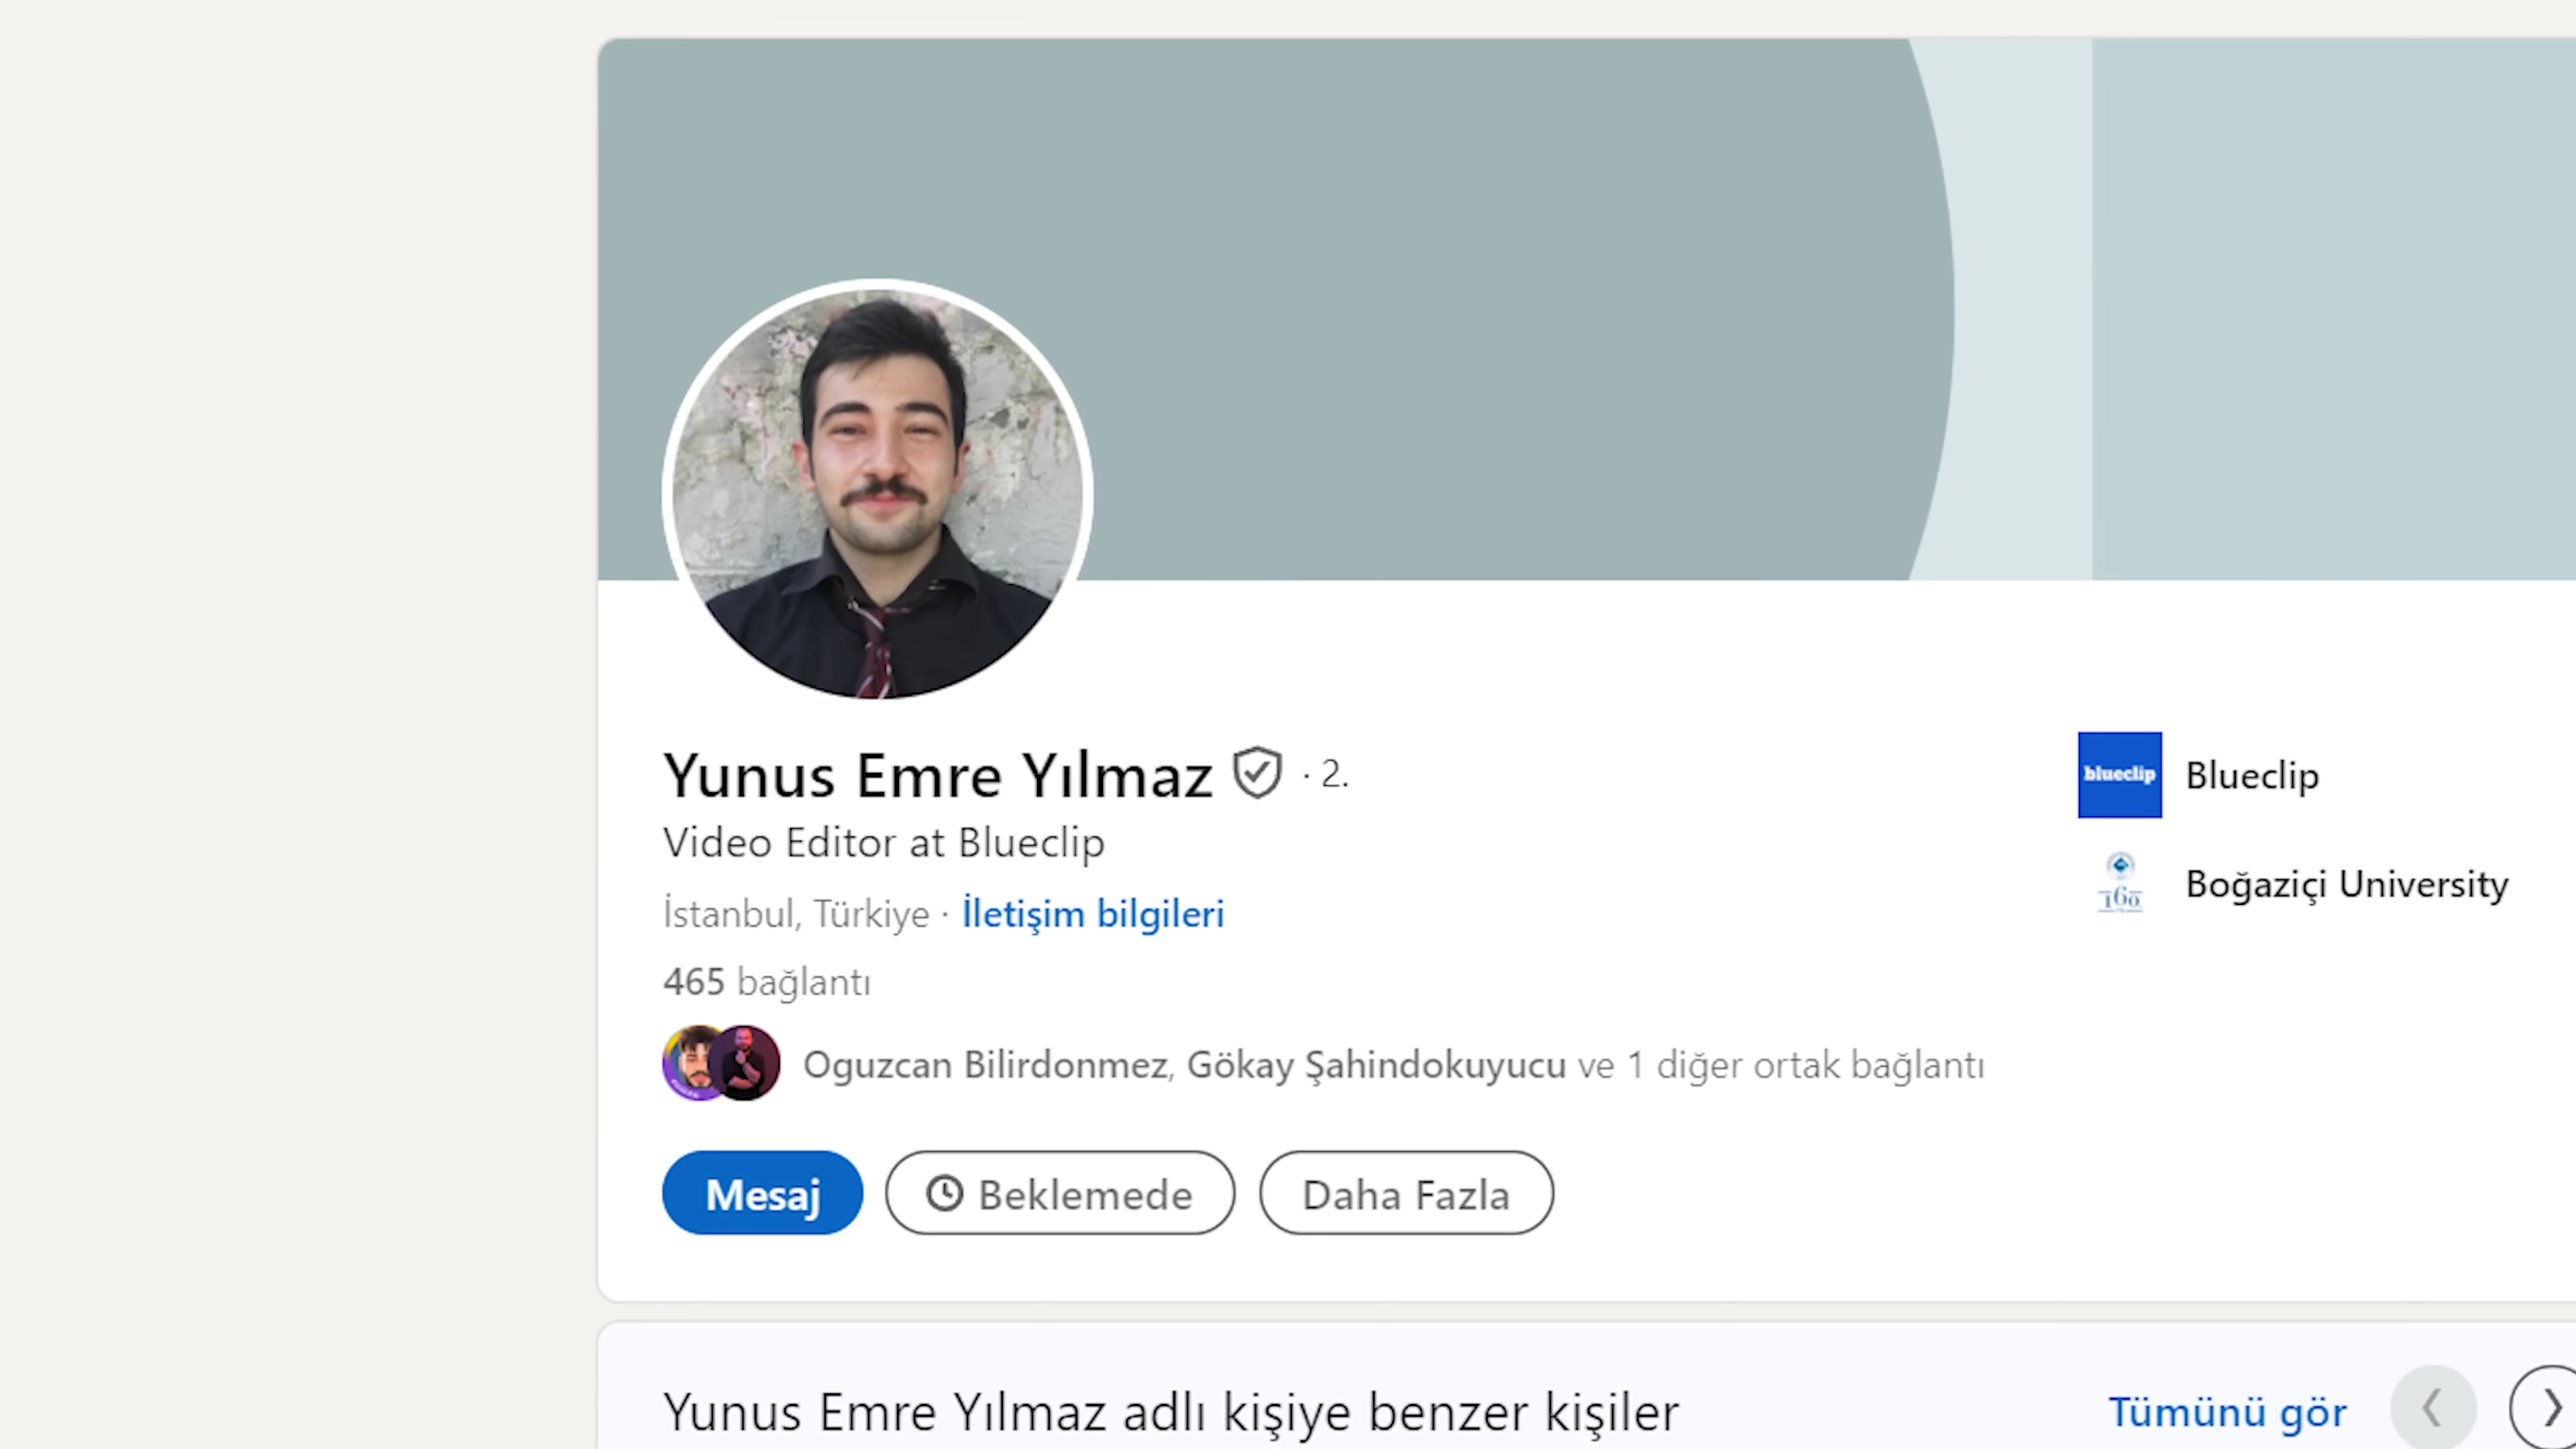 Yunus Emre Yılmaz · 2.
Video Editor at Blueclip
İstanbul, Türkiye · İletişim bilgileri
465 bağlantı
Oguzcan Bilirdonmez, Gökay Şahindokuyucu ve 1 diğer ortak bağlantı
Mesaj
Beklemede
Daha Fazla
blueclip
Blueclip
160
Boğaziçi University
Yunus Emre Yılmaz adlı kişiye benzer kişiler
Tümünü gör